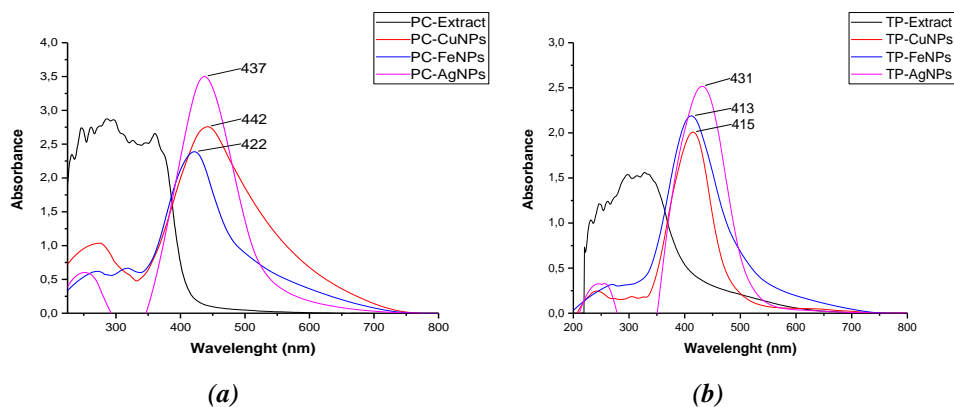 PC-Extract
PC-CuNPs
PC-FeNPs
PC-AgNPs
4,0
3,5
3,0
2,5
2,0
1,5
1,0
0,5
0,0
Absorbance
437
442
422
300 400 500 600 700 800
Wavelenght (nm)
(a)
TP-Extract
TP-CuNPs
TP-FeNPs
TP-AgNPs
3,0
2,5
2,0
1,5
1,0
0,5
0,0
Absorbance
431
413
415
200 300 400 500 600 700 800
Wavelenght (nm)
(b)